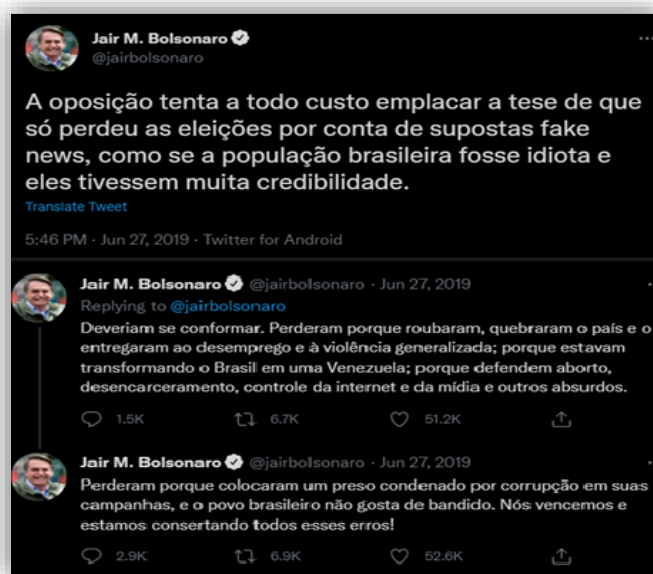 Jair M. Bolsonaro
@jairbolsonaro
A oposição tenta a todo custo emplacar a tese de que
só perdeu as eleições por conta de supostas fake
news, como se a população brasileira fosse idiota e
eles tivessem muita credibilidade.
Translate Tweet
5:46 PM · Jun 27, 2019 · Twitter for Android
Jair M. Bolsonaro @jairbolsonaro · Jun 27, 2019
Replying to @jairbolsonaro
Deveriam se conformar. Perderam porque roubaram, quebraram o país e o
entregaram ao desemprego e à violência generalizada; porque estavam
transformando o Brasil em uma Venezuela; porque defendem aborto,
desencarceramento, controle da internet e da mídia e outros absurdos.
1.5K 6.7K 51.2K
Jair M. Bolsonaro @jairbolsonaro · Jun 27, 2019
Perderam porque colocaram um preso condenado por corrupção em suas
campanhas, e o povo brasileiro não gosta de bandido. Nós vencemos e
estamos consertando todos esses erros!
2.9K 6.9K 52.6K